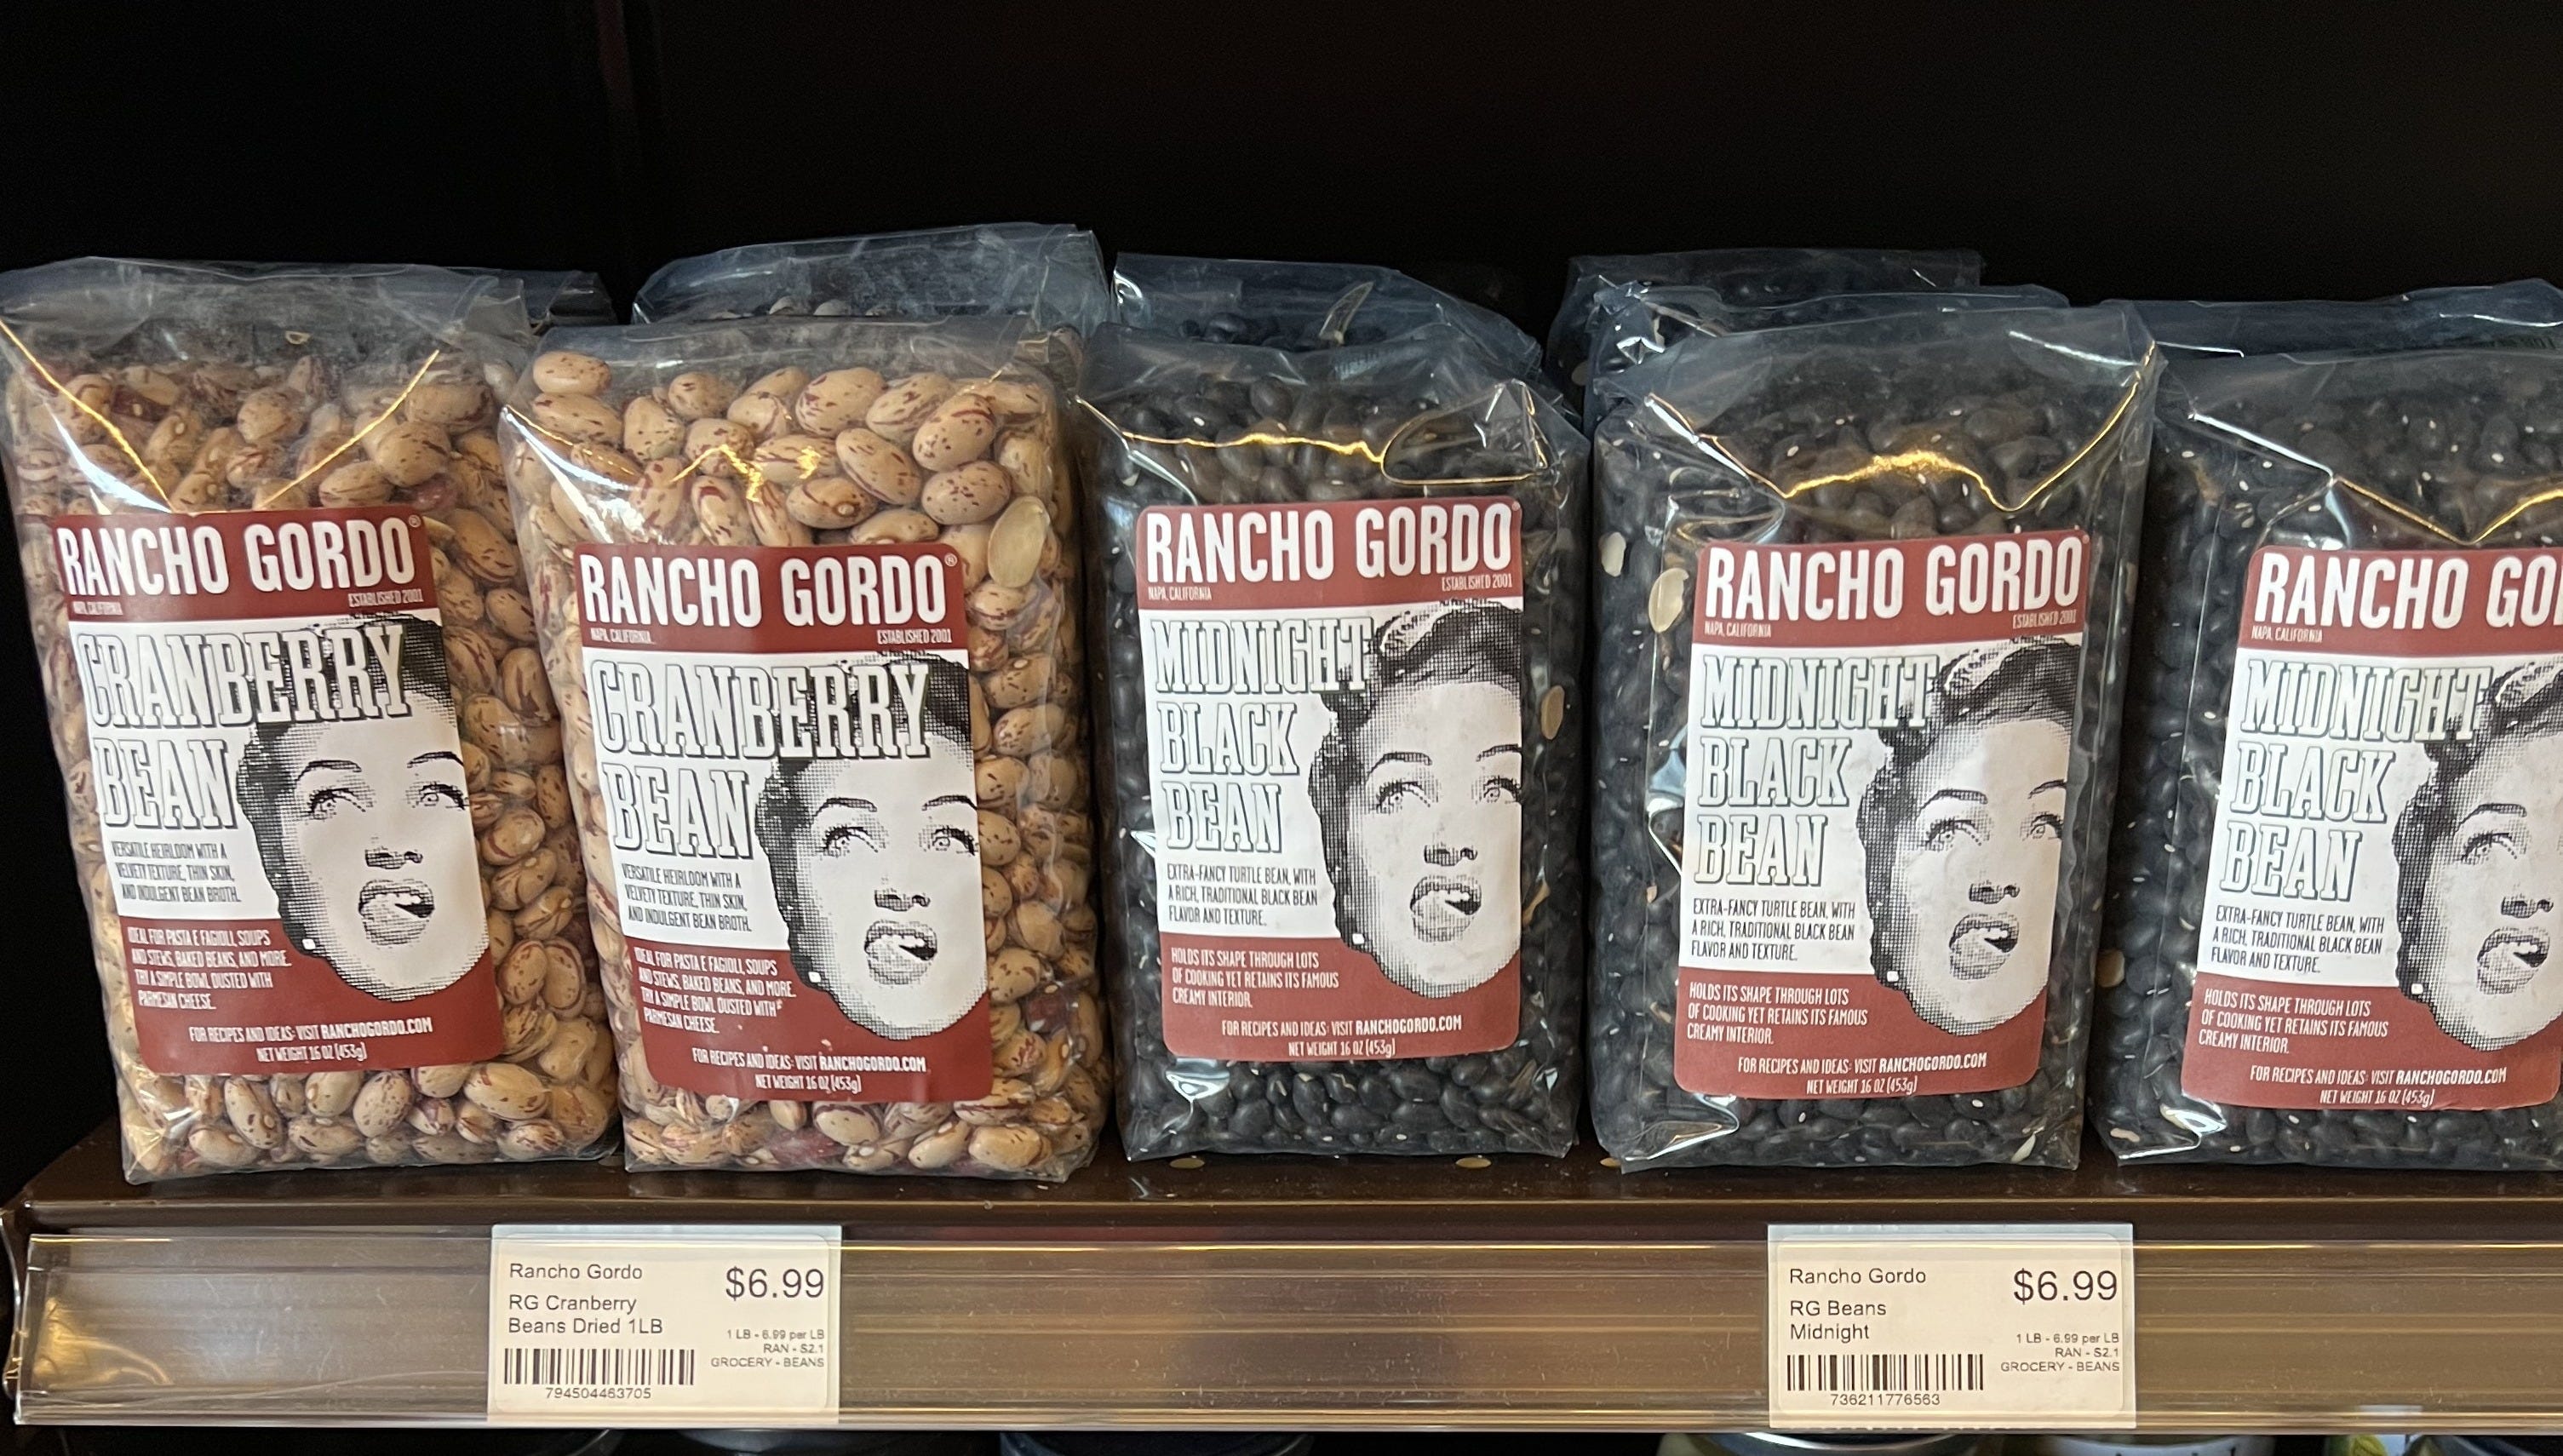 RANCHO GORDO®
NAPA, CALIFORNIA
ESTABLISHED 2001
CRANBERRY
BEAN
VERSATILE HEIRLOOM WITH A
VELVETY TEXTURE, THIN SKIN,
AND INDULGENT BEAN BROTH.
IDEAL FOR PASTA E FAGIOLI, SOUPS
AND STEWS, BAKED BEANS, AND MORE.
TRY A SIMPLE BOWL DUSTED WITH
PARMESAN CHEESE.
FOR RECIPES AND IDEAS: VISIT RANCHOGORDO.COM
NET WEIGHT 16 OZ (453g)
RANCHO GORDO®
NAPA, CALIFORNIA
ESTABLISHED 2001
CRANBERRY
BEAN
VERSATILE HEIRLOOM WITH A
VELVETY TEXTURE, THIN SKIN,
AND INDULGENT BEAN BROTH.
IDEAL FOR PASTA E FAGIOLI, SOUPS
AND STEWS, BAKED BEANS, AND MORE.
TRY A SIMPLE BOWL DUSTED WITH
PARMESAN CHEESE.
FOR RECIPES AND IDEAS: VISIT RANCHOGORDO.COM
NET WEIGHT 16 OZ (453g)
RANCHO GORDO®
NAPA, CALIFORNIA
ESTABLISHED 2001
MIDNIGHT
BLACK
BEAN
EXTRA-FANCY TURTLE BEAN, WITH
A RICH, TRADITIONAL BLACK BEAN
FLAVOR AND TEXTURE.
HOLDS ITS SHAPE THROUGH LOTS
OF COOKING YET RETAINS ITS FAMOUS
CREAMY INTERIOR.
FOR RECIPES AND IDEAS: VISIT RANCHOGORDO.COM
NET WEIGHT 16 OZ (453g)
RANCHO GORDO®
NAPA, CALIFORNIA
ESTABLISHED 2001
MIDNIGHT
BLACK
BEAN
EXTRA-FANCY TURTLE BEAN, WITH
A RICH, TRADITIONAL BLACK BEAN
FLAVOR AND TEXTURE.
HOLDS ITS SHAPE THROUGH LOTS
OF COOKING YET RETAINS ITS FAMOUS
CREAMY INTERIOR.
FOR RECIPES AND IDEAS: VISIT RANCHOGORDO.COM
NET WEIGHT 16 OZ (453g)
RANCHO GO
NAPA, CALIFORNIA
MIDNIGHT
BLACK
BEAN
EXTRA-FANCY TURTLE BEAN, WITH
A RICH, TRADITIONAL BLACK BEAN
FLAVOR AND TEXTURE.
HOLDS ITS SHAPE THROUGH LOTS
OF COOKING YET RETAINS ITS FAMOUS
CREAMY INTERIOR.
FOR RECIPES AND IDEAS: VISIT RANCHOGORDO.COM
NET WEIGHT 16 OZ (453g)
Rancho Gordo
$6.99
RG Cranberry
Beans Dried 1LB
1 LB - 6.99 per LB
RAN - S2.1
GROCERY - BEANS
794504463705
Rancho Gordo
$6.99
RG Beans
Midnight
1 LB - 6.99 per LB
RAN - S2.1
GROCERY - BEANS
736211776563